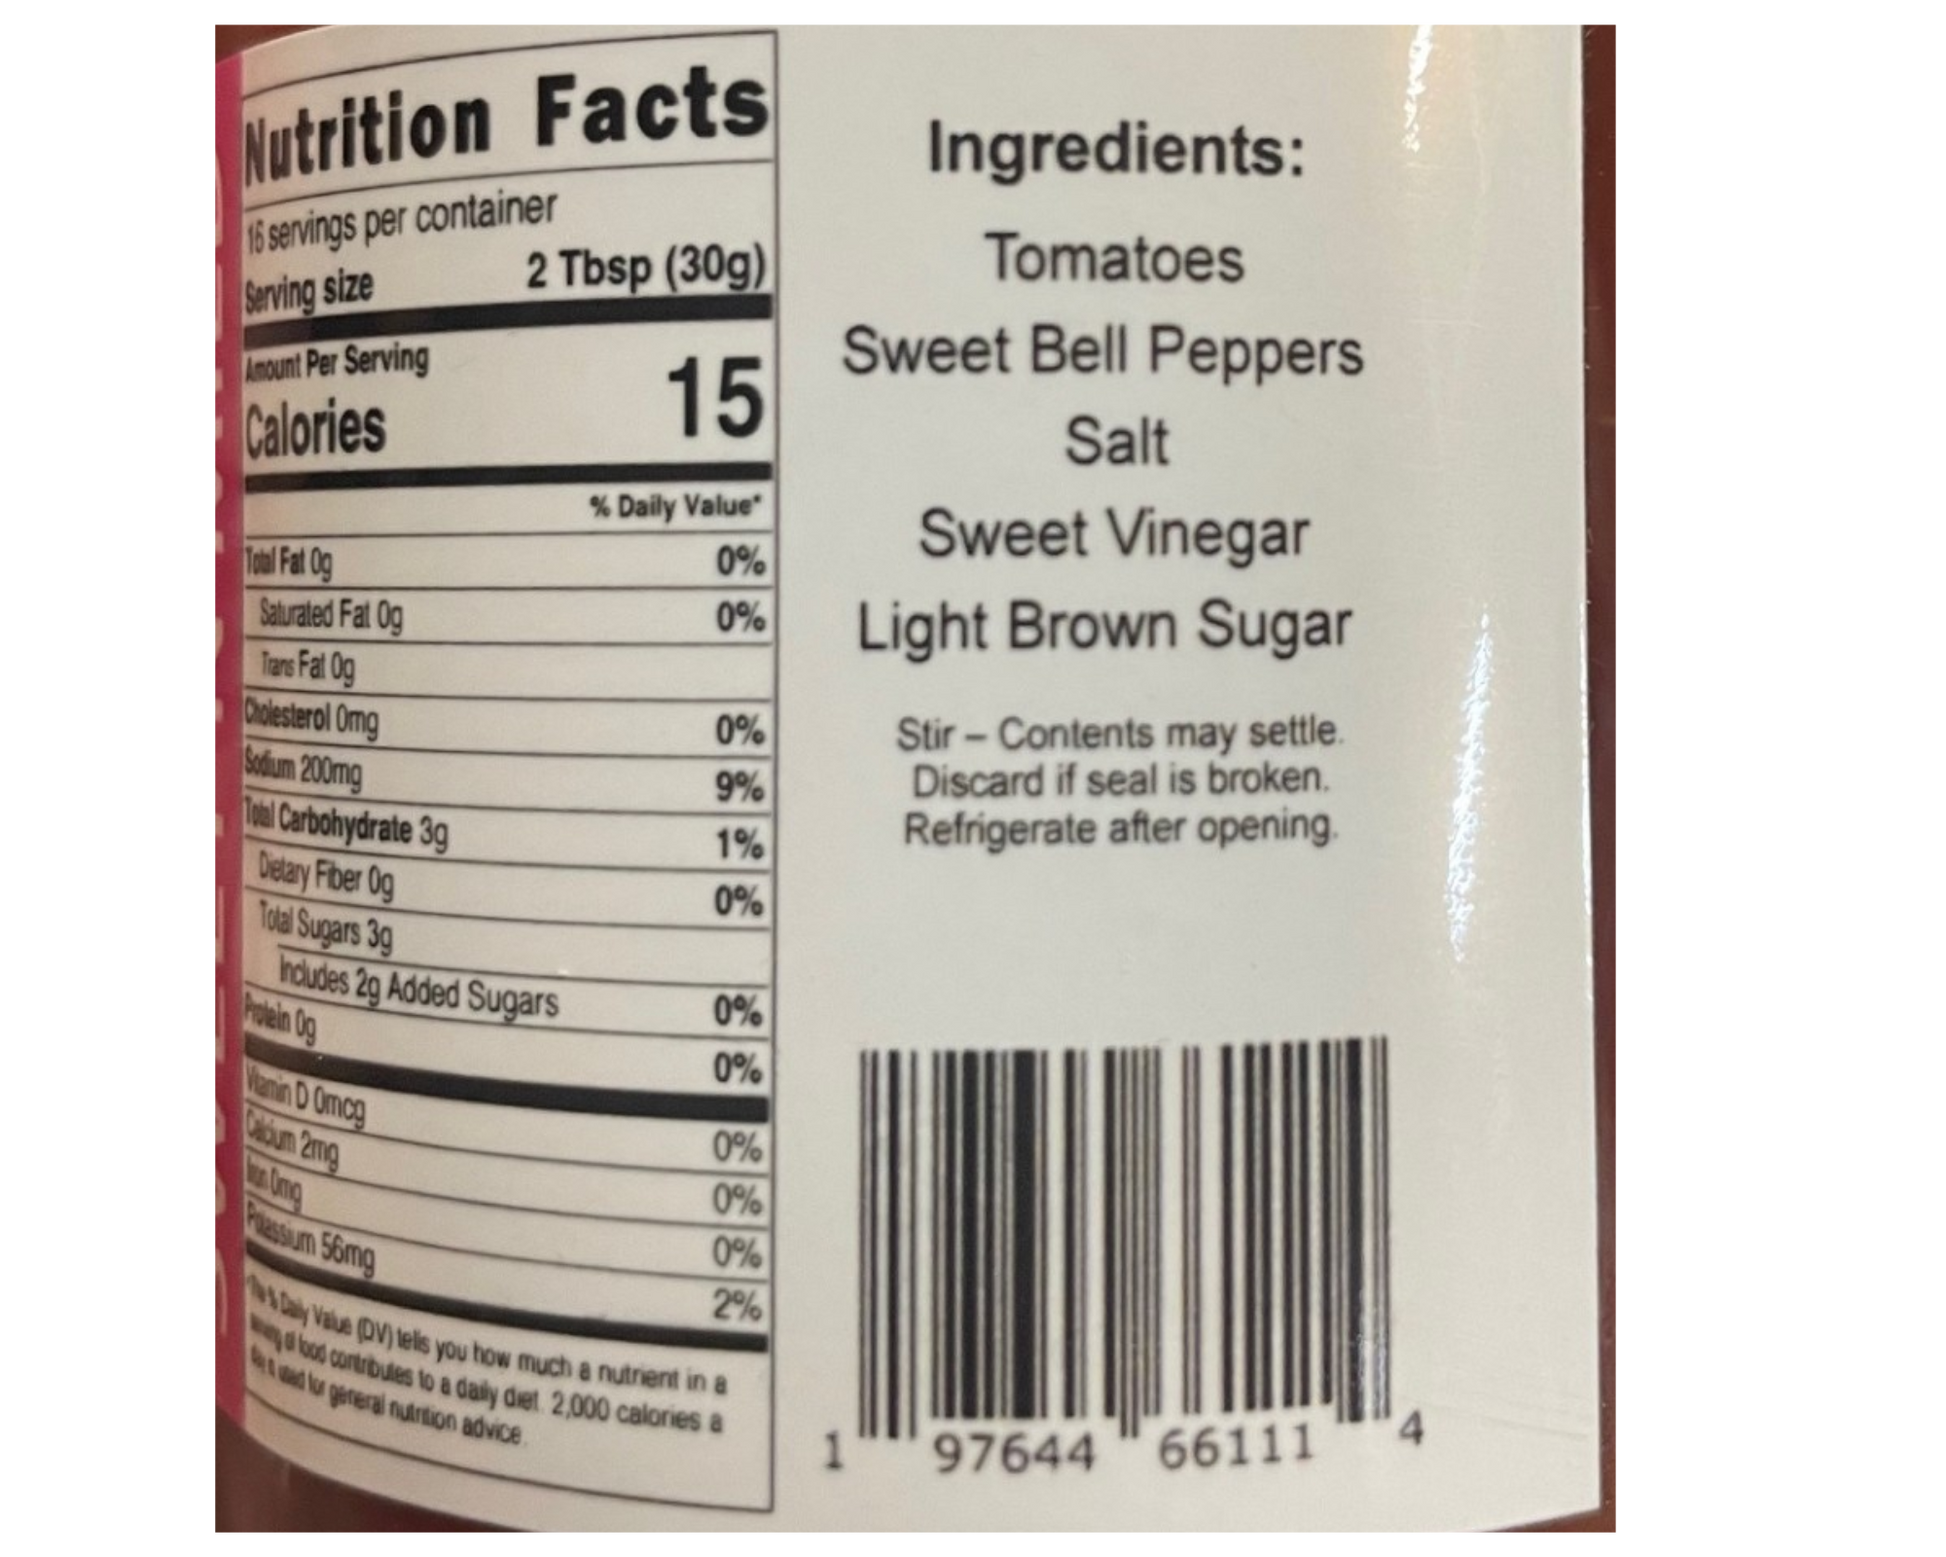 Nutrition Facts
16 servings per container
Serving size 2 Tbsp (30g)
Amount Per Serving
Calories 15
% Daily Value*
Total Fat 0g 0%
Saturated Fat 0g 0%
Trans Fat 0g
Cholesterol 0mg 0%
Sodium 200mg 9%
Total Carbohydrate 3g 1%
Dietary Fiber 0g 0%
Total Sugars 3g
Includes 2g Added Sugars 0%
Protein 0g 0%
Vitamin D 0mcg 0%
Calcium 2mg 0%
Iron 0mg 0%
Potassium 56mg 2%
*The % Daily Value (DV) tells you how much a nutrient in a
serving of food contributes to a daily diet. 2,000 calories a
day is used for general nutrition advice.
Ingredients:
Tomatoes
Sweet Bell Peppers
Salt
Sweet Vinegar
Light Brown Sugar
Stir – Contents may settle.
Discard if seal is broken.
Refrigerate after opening.
1 97644 66111 4